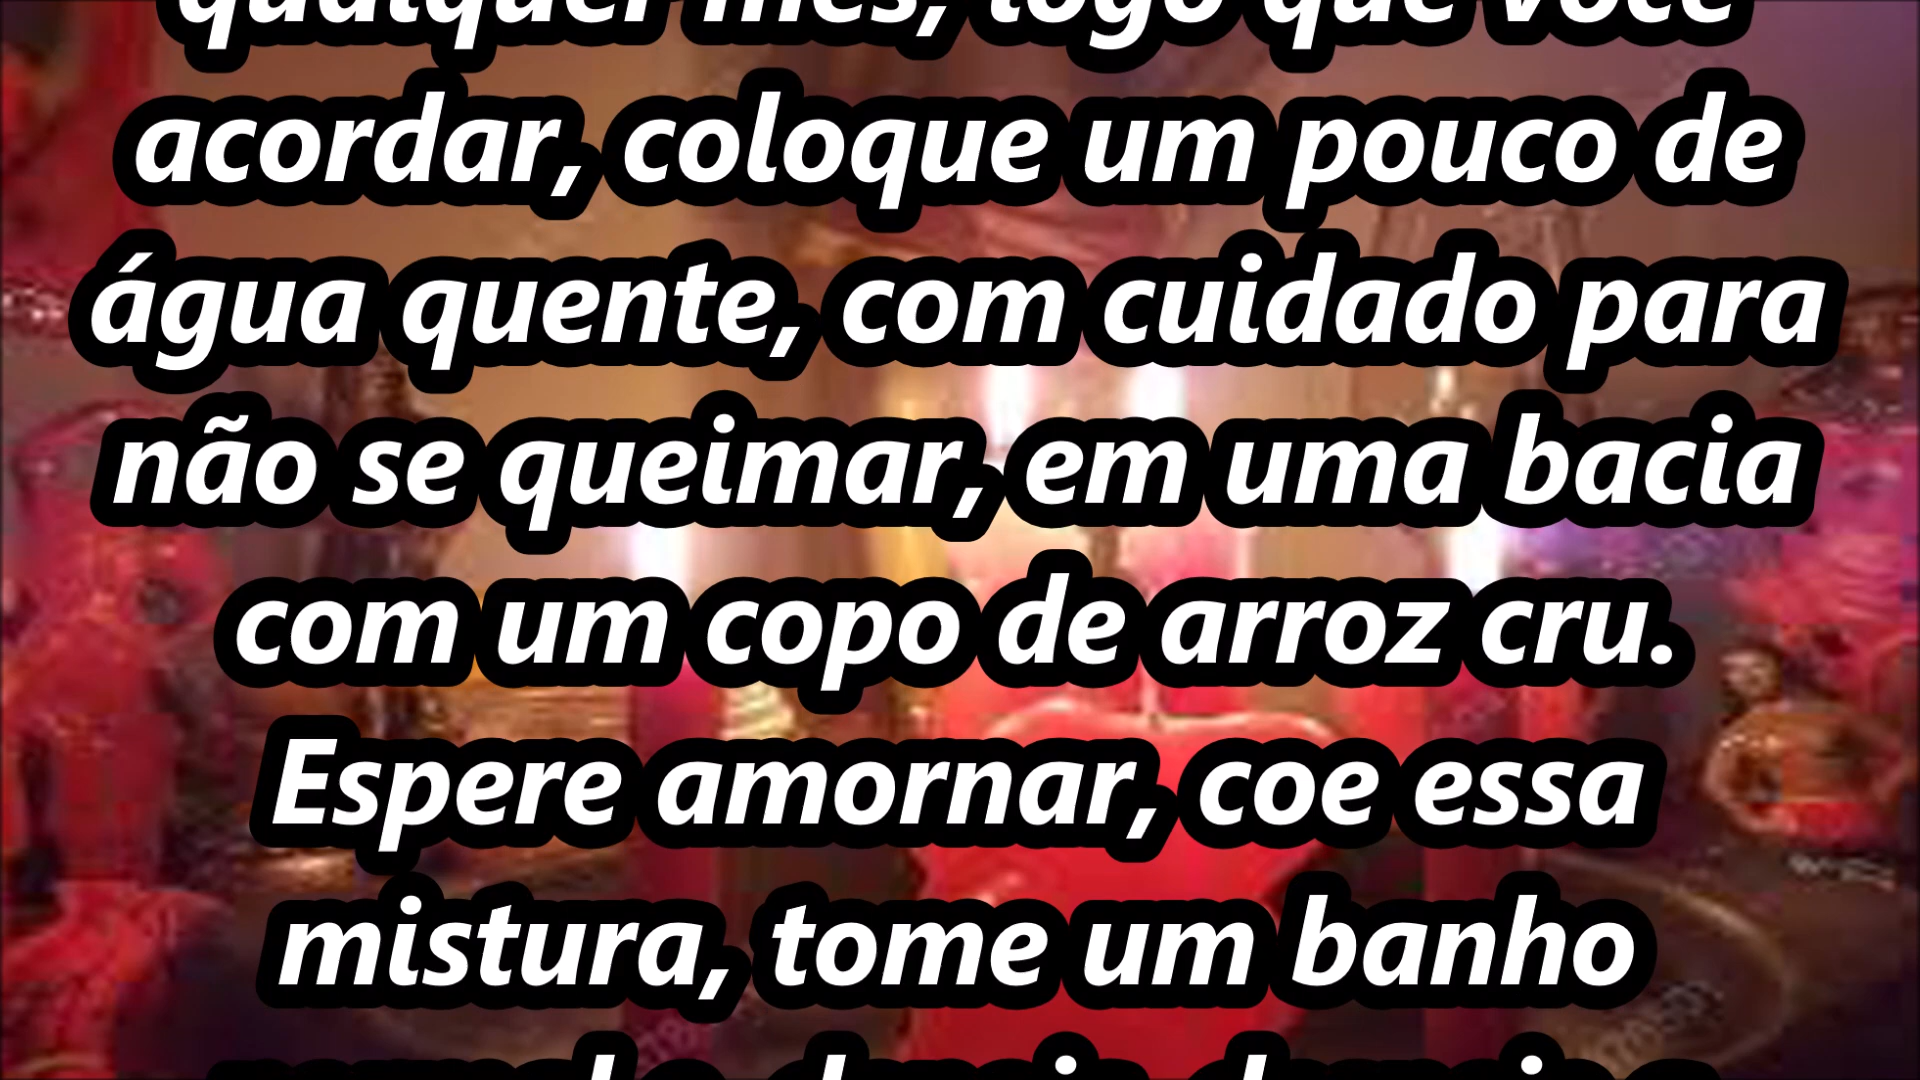 qualquer mês, logo que você
acordar, coloque um pouco de
água quente, com cuidado para
não se queimar, em uma bacia
com um copo de arroz cru.
Espere amornar, coe essa
mistura, tome um banho